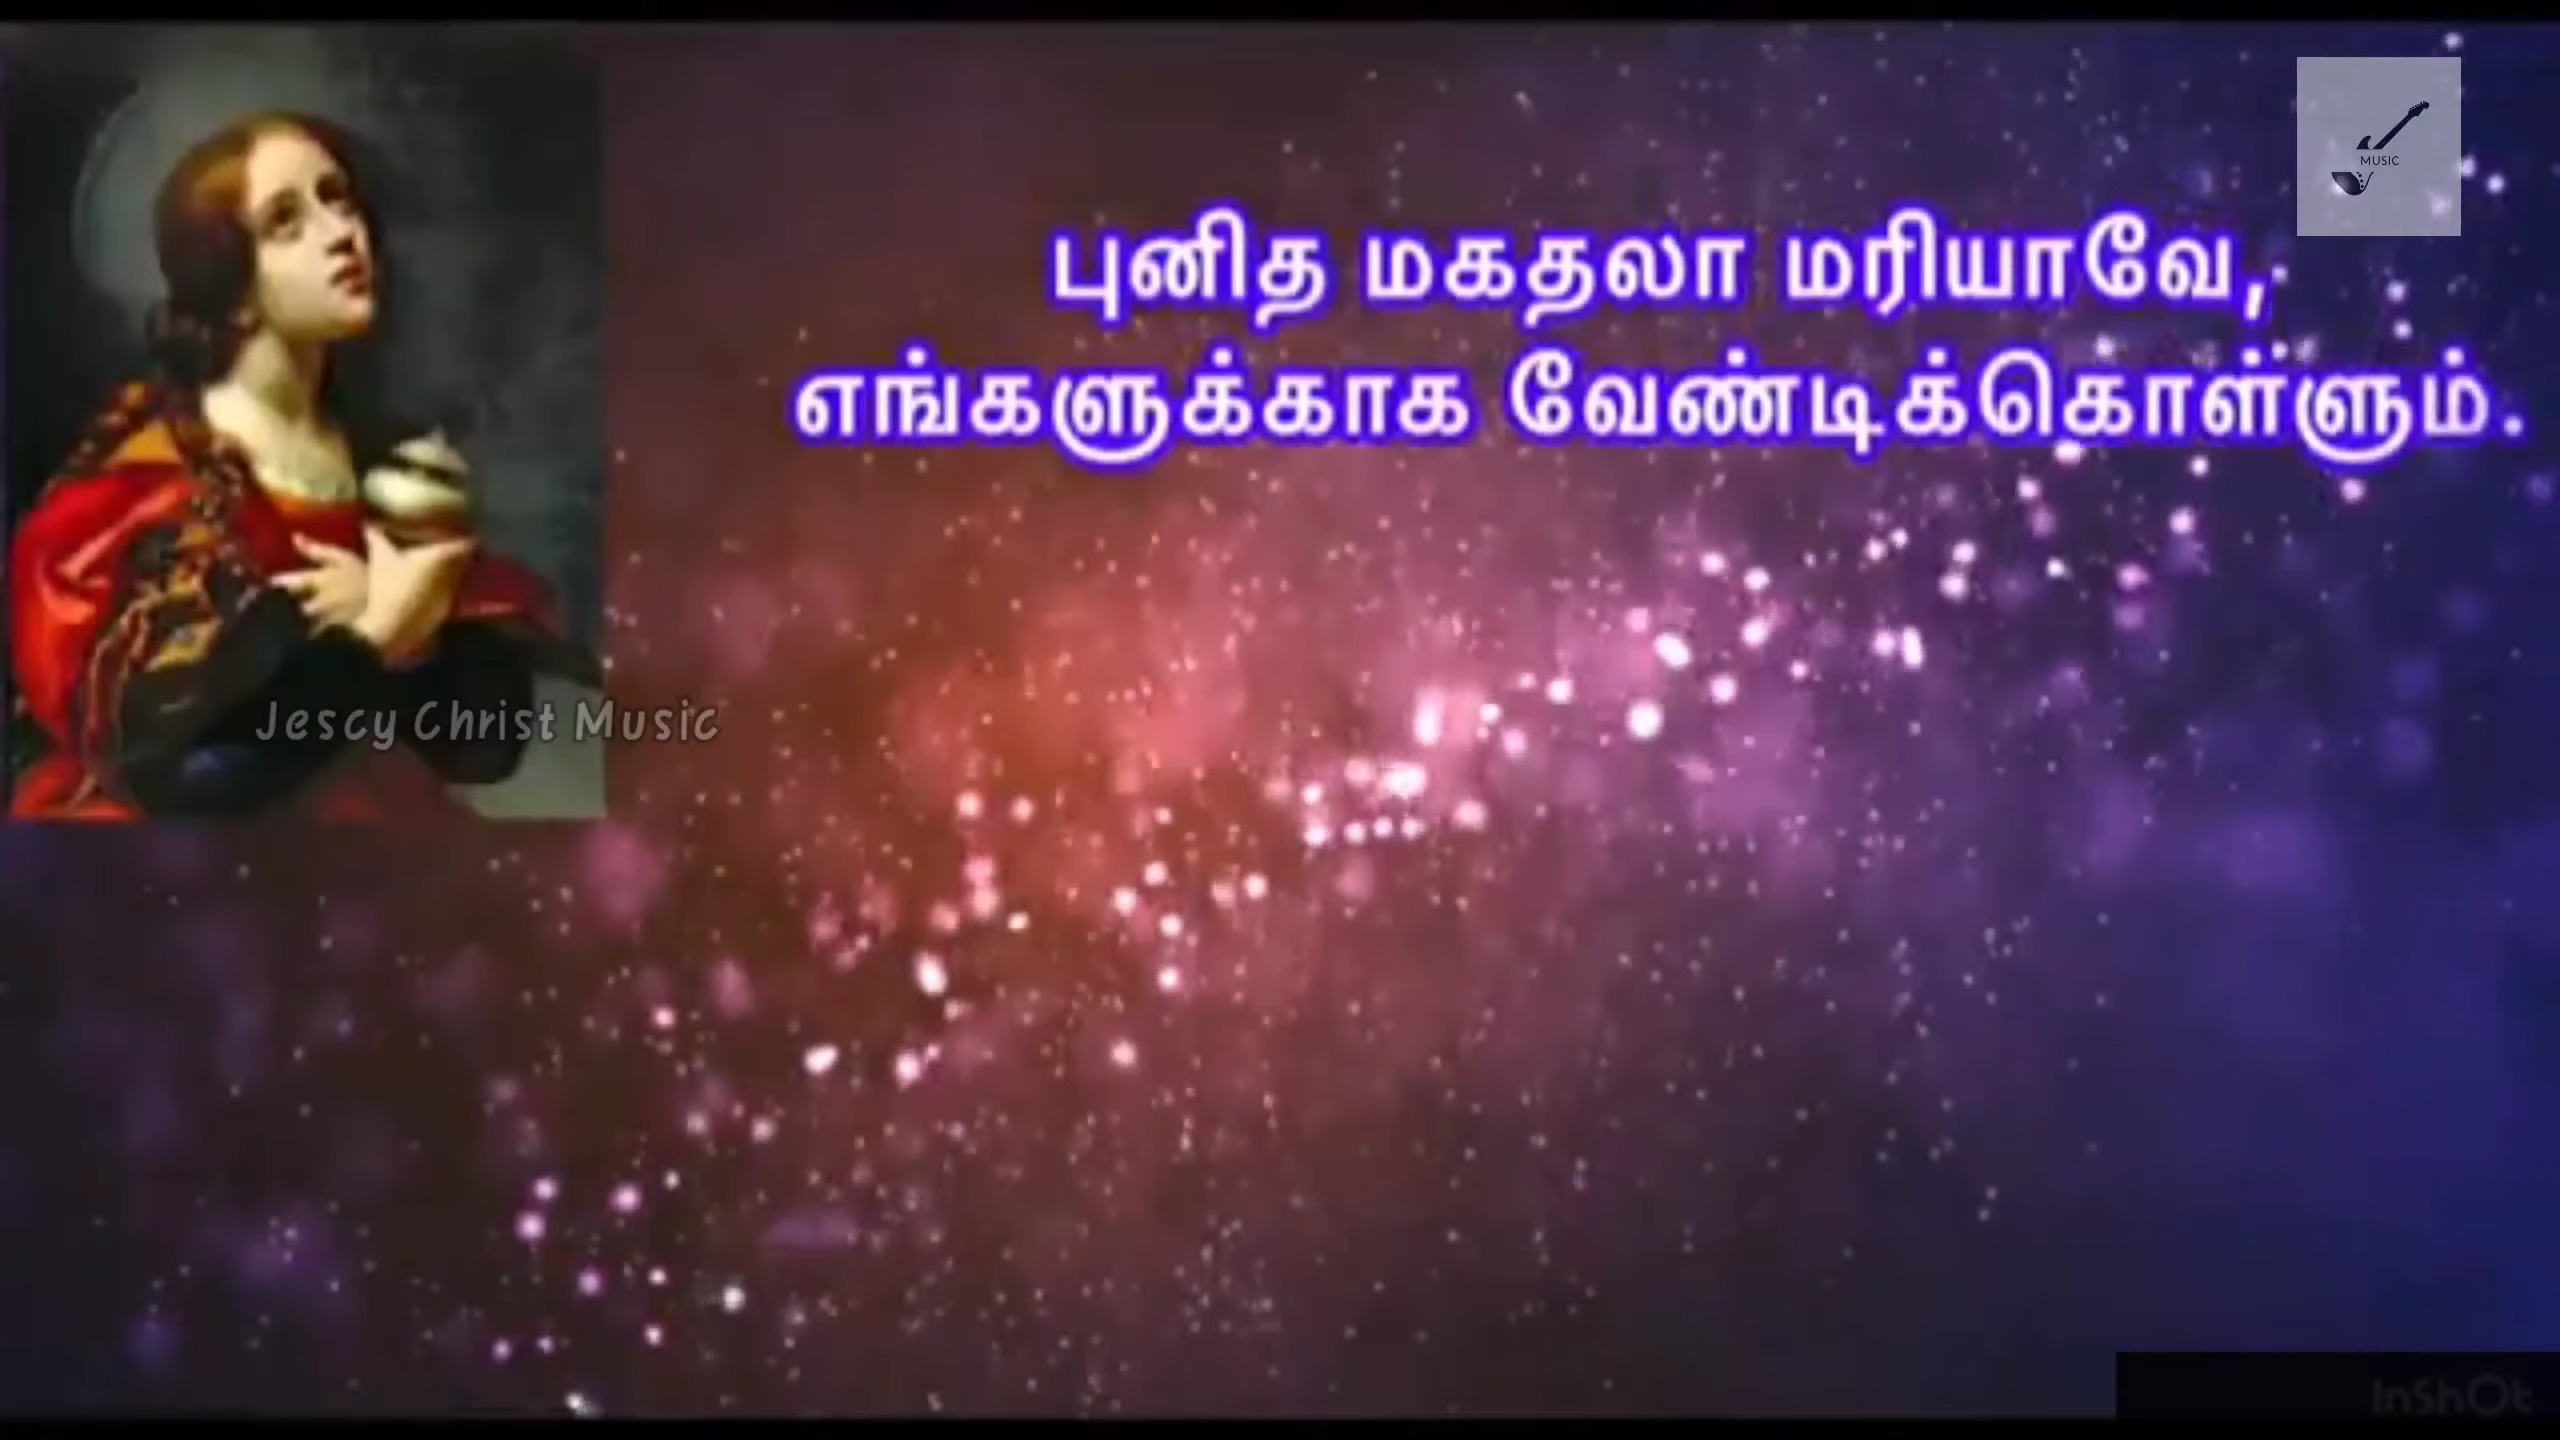 MUSIC
புனித மகதலா மரியாவே,
எங்களுக்காக வேண்டிக்கொள்ளும்.
Jescy Christ Music
InShOt